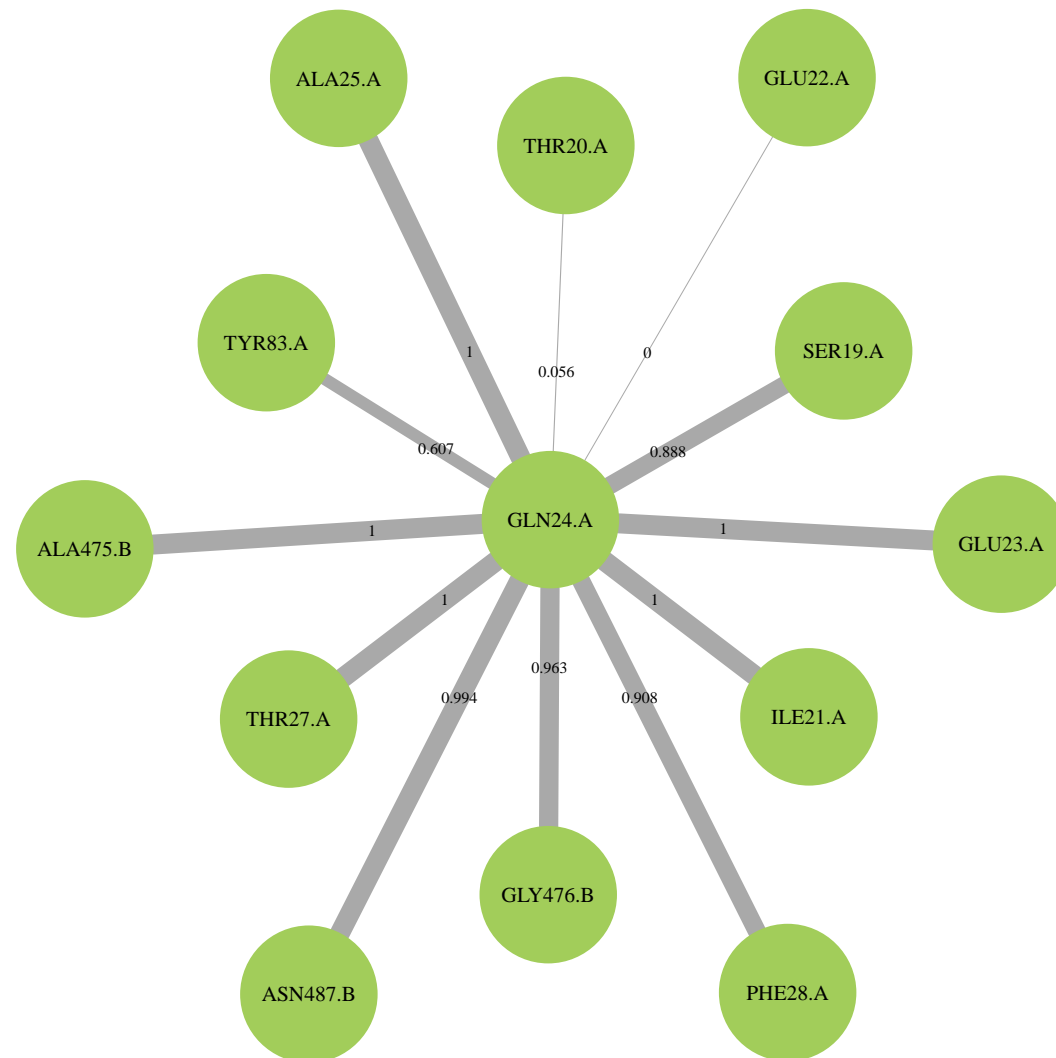 GLU22.A
ALA25.A
THR20.A
TYR83.A
SER19.A
1
0
0.056
0.607
0.888
GLN24.A
ALA475.B
1
1
GLU23.A
1
1
0.963
0.994
0.908
THR27.A
ILE21.A
GLY476.B
ASN487.B
PHE28.A